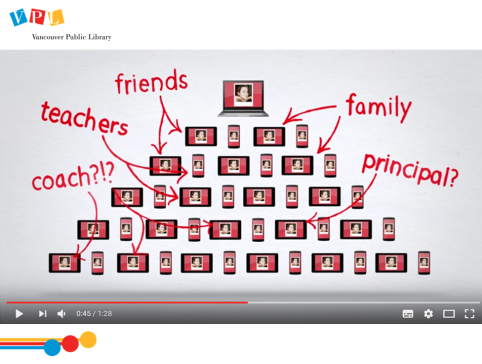 VPL
Vancouver Public Library
friends
teachers
family
coach?!?
principal?
0:45 / 1:28